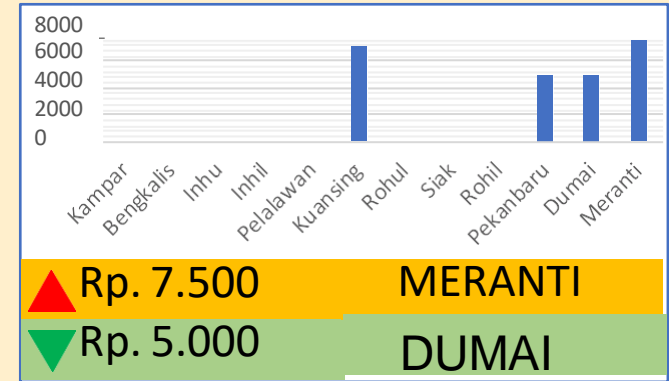 8000
6000
4000
2000
0
Kampar
Bengkalis
Inhu
Inhil
Pelalawan
Kuansing
Rohul
Siak
Rohil
Pekanbaru
Dumai
Meranti
Rp. 7.500 MERANTI
Rp. 5.000 DUMAI